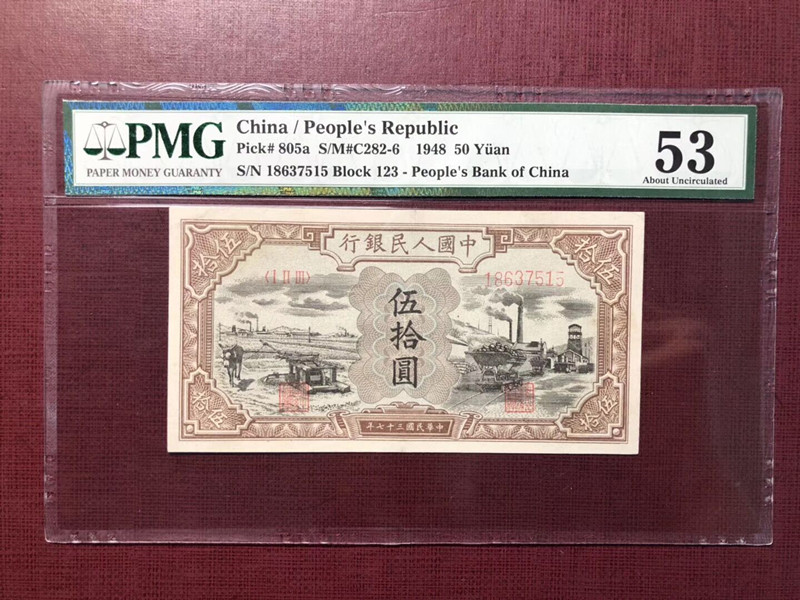 PMG
PAPER MONEY GUARANTY
China / People's Republic
Pick# 805a S/M#C282-6 1948 50 Yüan
S/N 18637515 Block 123 - People's Bank of China
53
About Uncirculated
行銀民人國中
伍拾
拾伍
〈I II III〉
18637515
伍拾圓
伍拾
拾伍
年七十三國民華中